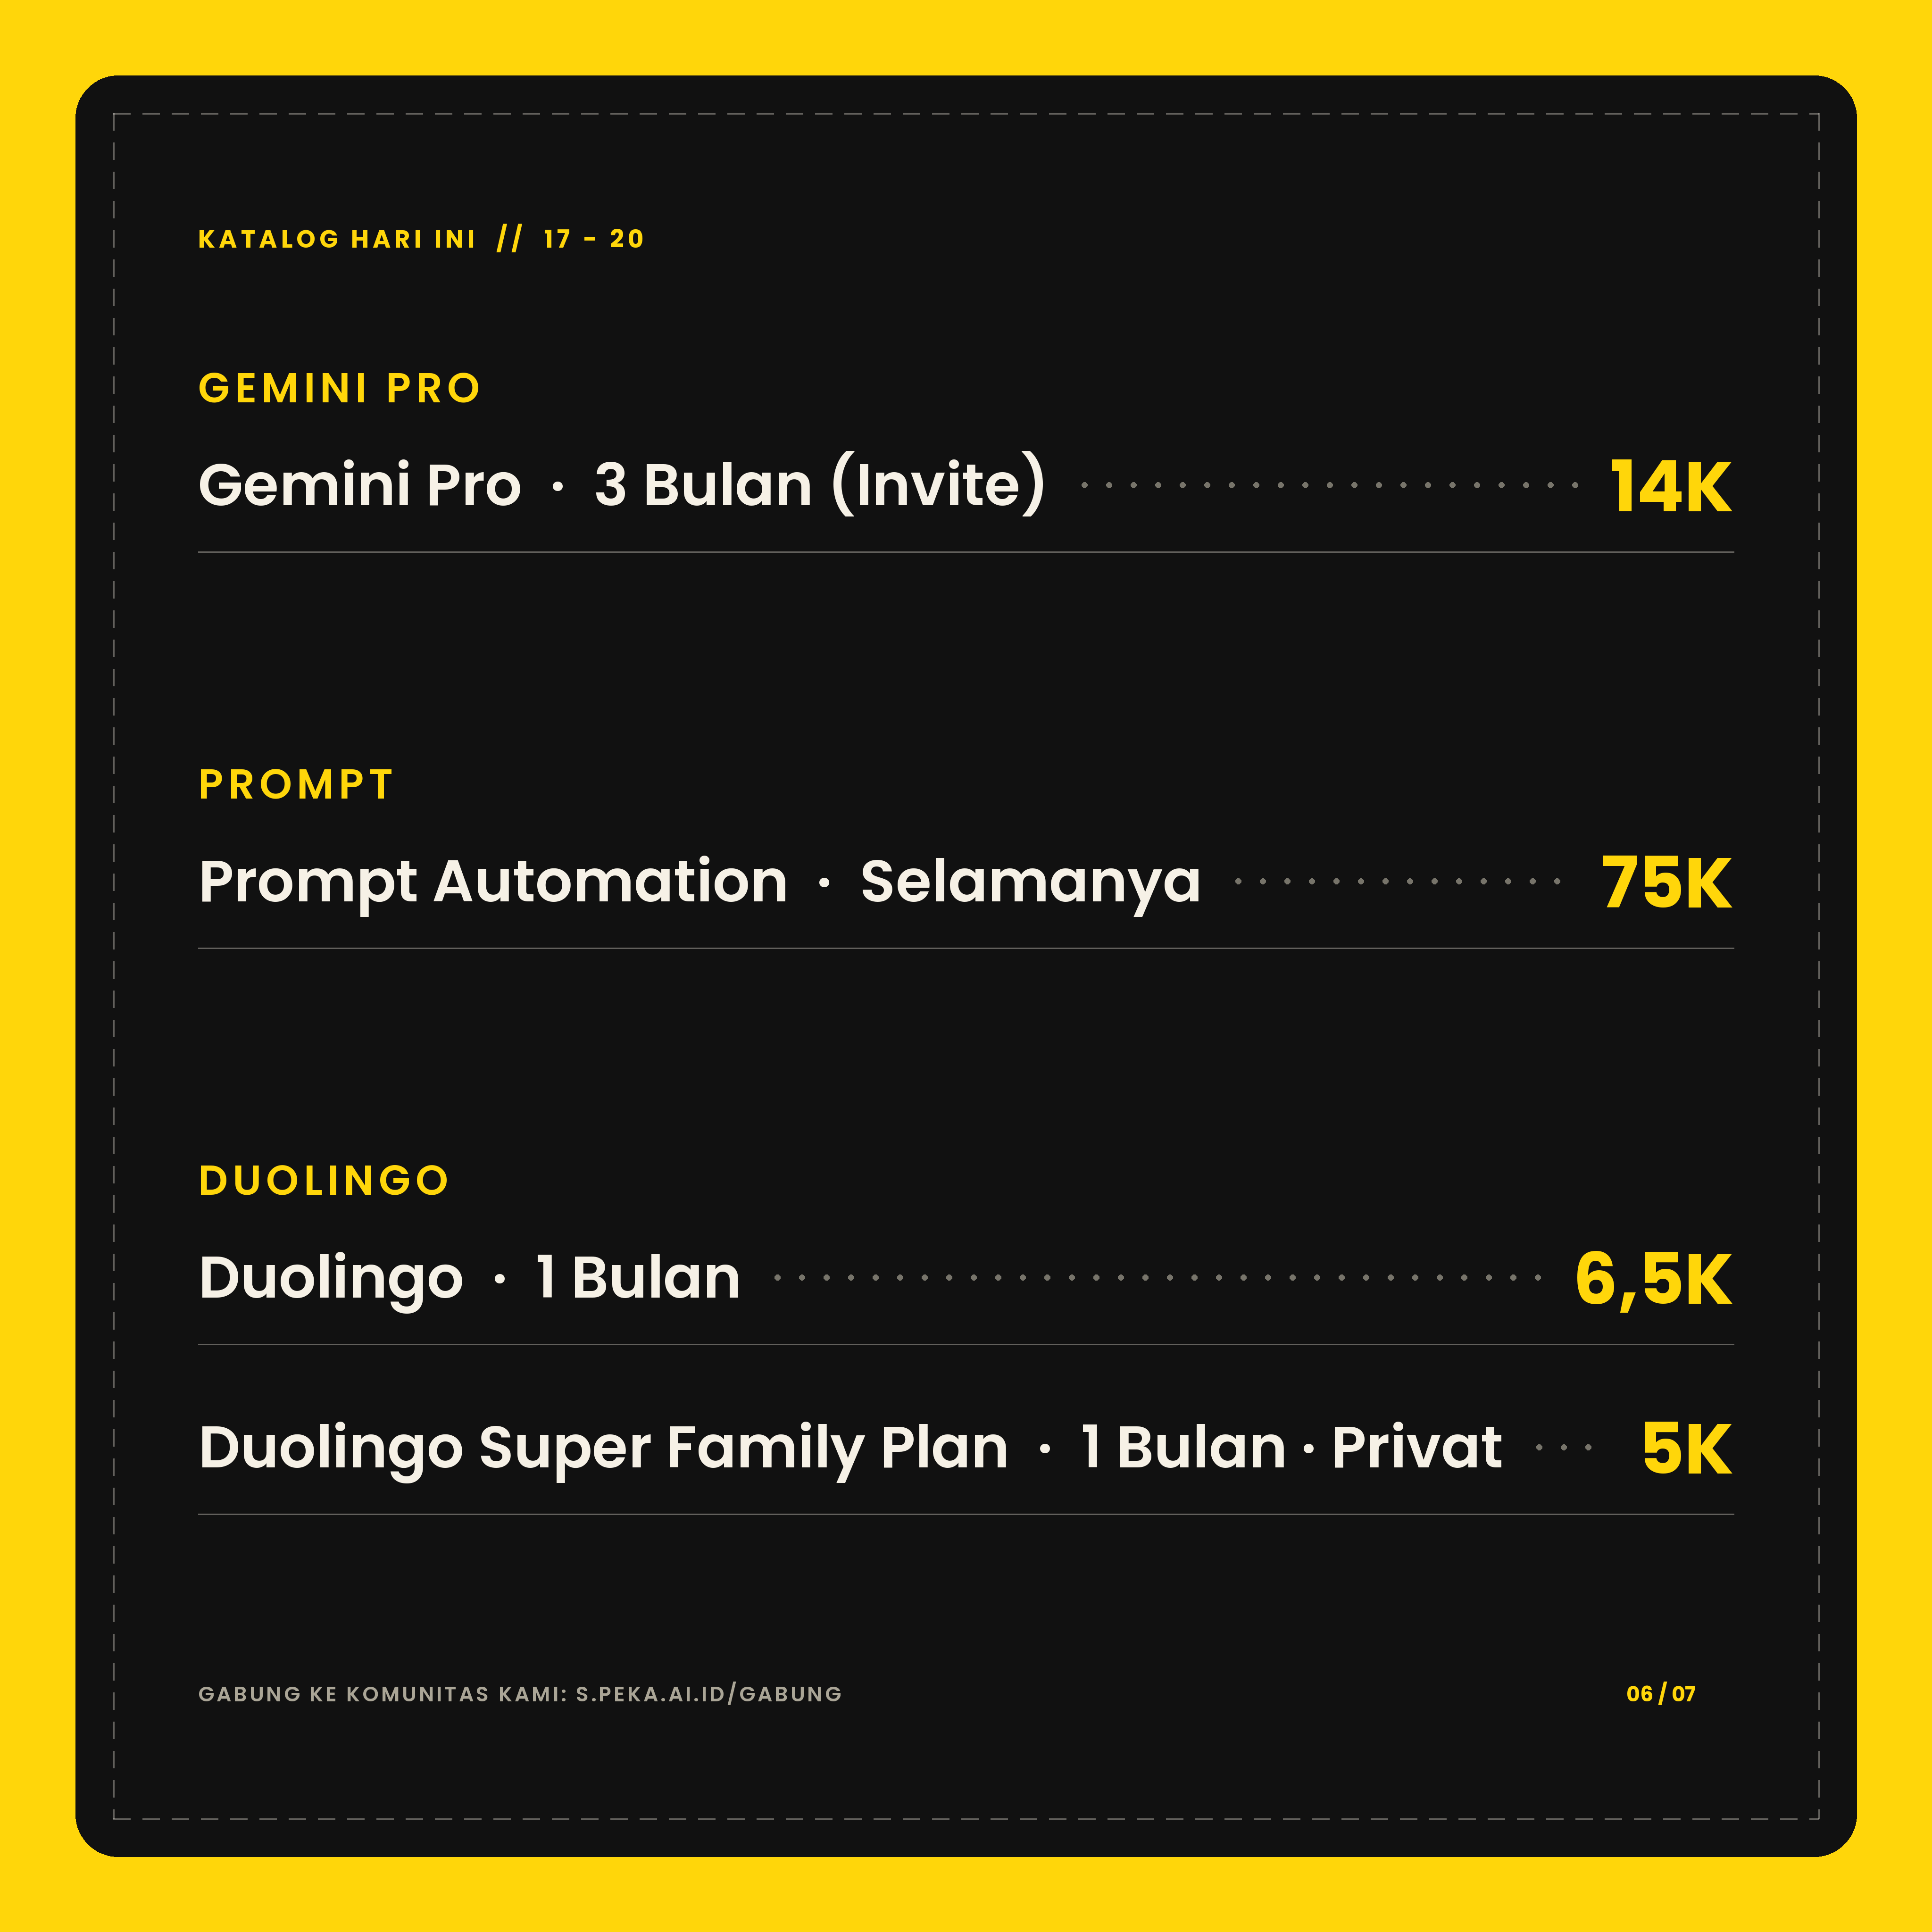 KATALOG HARI INI // 17 - 20
GEMINI PRO
Gemini Pro · 3 Bulan (Invite) 14K
PROMPT
Prompt Automation · Selamanya 75K
DUOLINGO
Duolingo · 1 Bulan 6,5K
Duolingo Super Family Plan · 1 Bulan · Privat 5K
GABUNG KE KOMUNITAS KAMI: S.PEKA.AI.ID/GABUNG 06 / 07